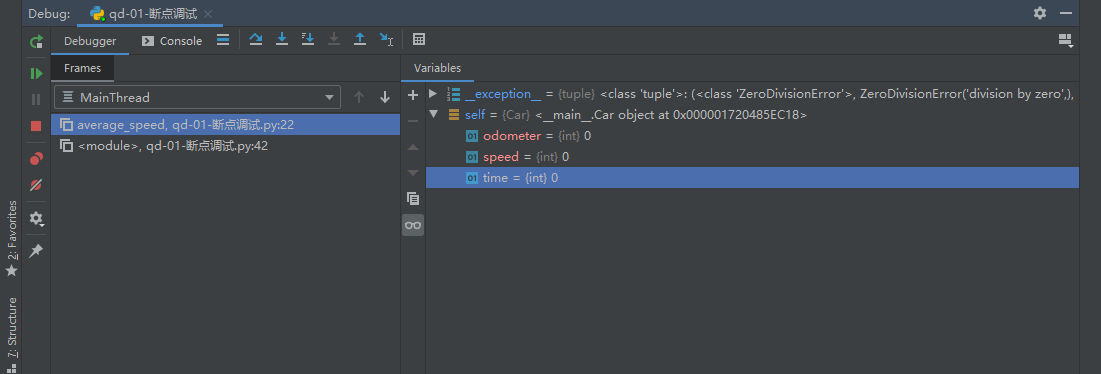 Debug: qd-01-断点调试
Debugger Console
Frames
Variables
MainThread
average_speed, qd-01-断点调试.py:22
<module>, qd-01-断点调试.py:42
__exception__ = {tuple} <class 'tuple'>: (<class 'ZeroDivisionError'>, ZeroDivisionError('division by zero',),
self = {Car} <__main__.Car object at 0x000001720485EC18>
odometer = {int} 0
speed = {int} 0
time = {int} 0
2: Favorites
7: Structure